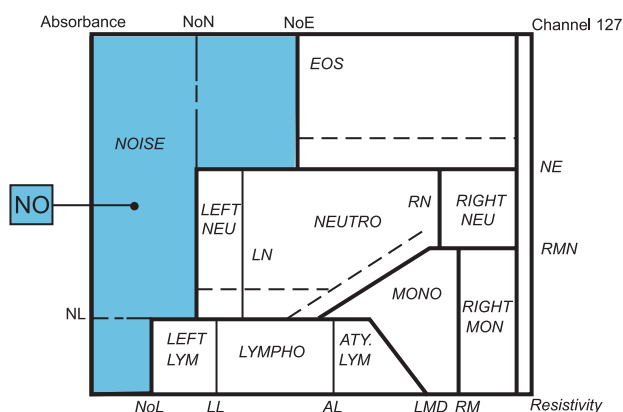 Absorbance NoN NoE Channel 127
EOS
NOISE
NE
NO
LEFT
NEU
NEUTRO
RN
RIGHT
NEU
LN
RMN
MONO
NL
RIGHT
MON
LEFT
LYM
LYMPHO
ATY.
LYM
NoL LL AL LMD RM Resistivity